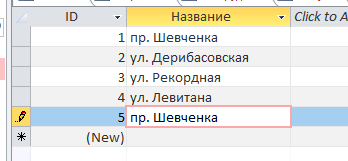 ID Название Click to A
1 пр. Шевченка
2 ул. Дерибасовская
3 ул. Рекордная
4 ул. Левитана
5 пр. Шевченка
(New)